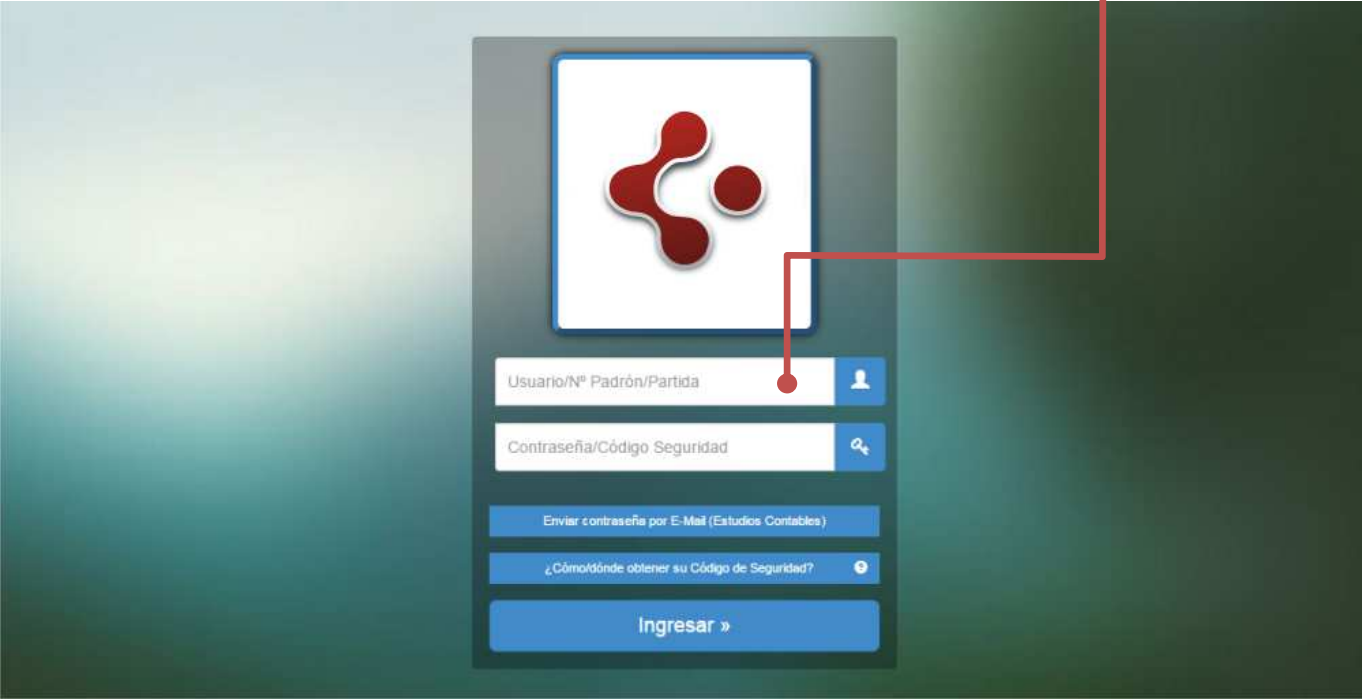 Usuario/Nº Padrón/Partida
Contraseña/Código Seguridad
Enviar contraseña por E-Mail (Estudios Contables)
¿Cómo/dónde obtener su Código de Seguridad?
Ingresar »